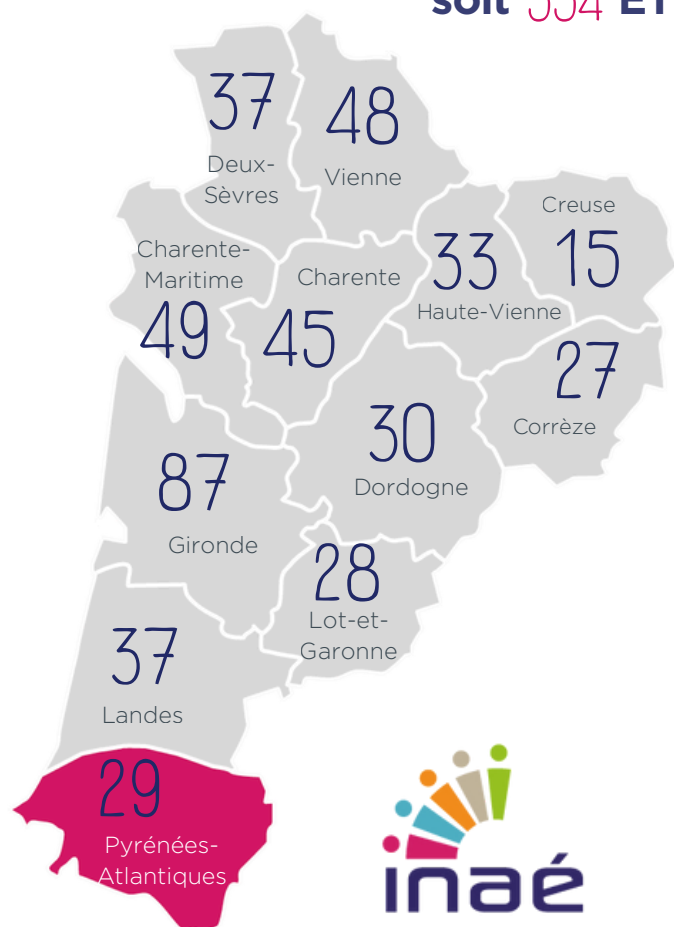 soit 554 ET
37
Deux-
Sèvres
48
Vienne
Creuse
15
Charente-
Maritime
49
Charente
45
33
Haute-Vienne
27
Corrèze
30
Dordogne
87
Gironde
28
Lot-et-
Garonne
37
Landes
29
Pyrénées-
Atlantiques
inaé